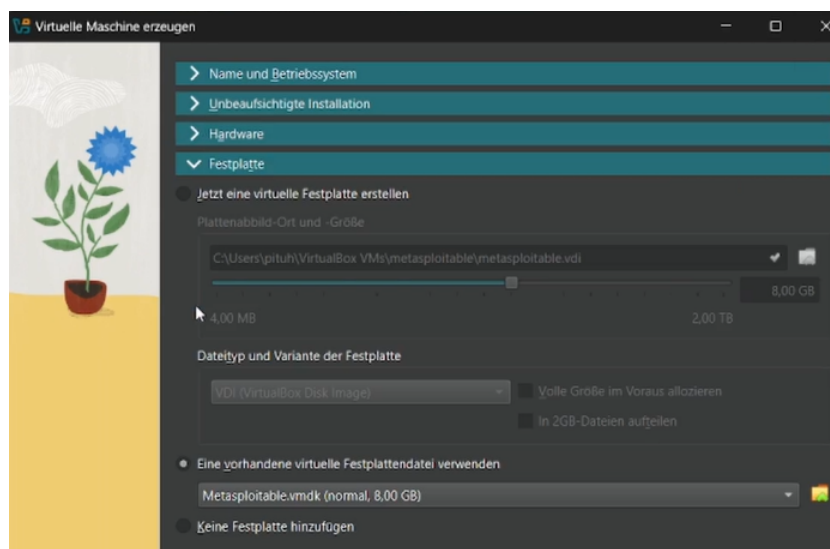 Virtuelle Maschine erzeugen
Name und Betriebssystem
Unbeaufsichtigte Installation
Hardware
Festplatte
Jetzt eine virtuelle Festplatte erstellen
Plattenabbild-Ort und -Größe
C:\Users\pituh\VirtualBox VMs\metasploitable\metasploitable.vdi
8,00 GB
4,00 MB 2,00 TB
Dateityp und Variante der Festplatte
VDI (VirtualBox Disk Image) Volle Größe im Voraus allozieren
In 2GB-Dateien aufteilen
Eine vorhandene virtuelle Festplattendatei verwenden
Metasploitable.vmdk (normal, 8,00 GB)
Keine Festplatte hinzufügen